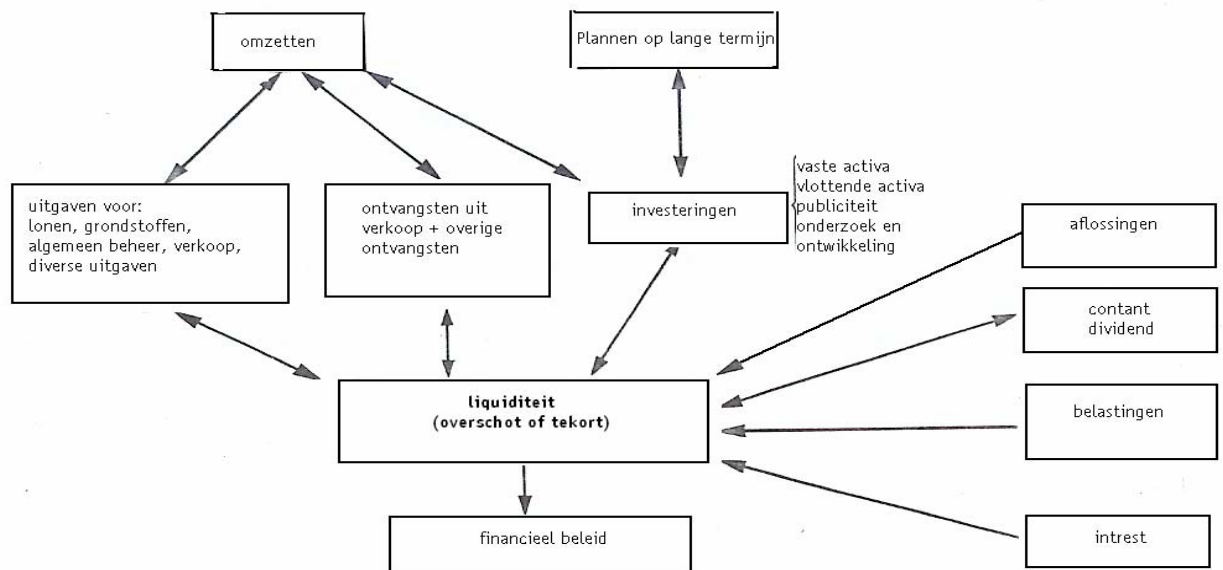 omzetten
Plannen op lange termijn
uitgaven voor:
lonen, grondstoffen,
algemeen beheer, verkoop,
diverse uitgaven
ontvangsten uit
verkoop + overige
ontvangsten
investeringen
vaste activa
vlottende activa
publiciteit
onderzoek en
ontwikkeling
aflossingen
contant
dividend
liquiditeit
(overschot of tekort)
belastingen
financieel beleid
intrest